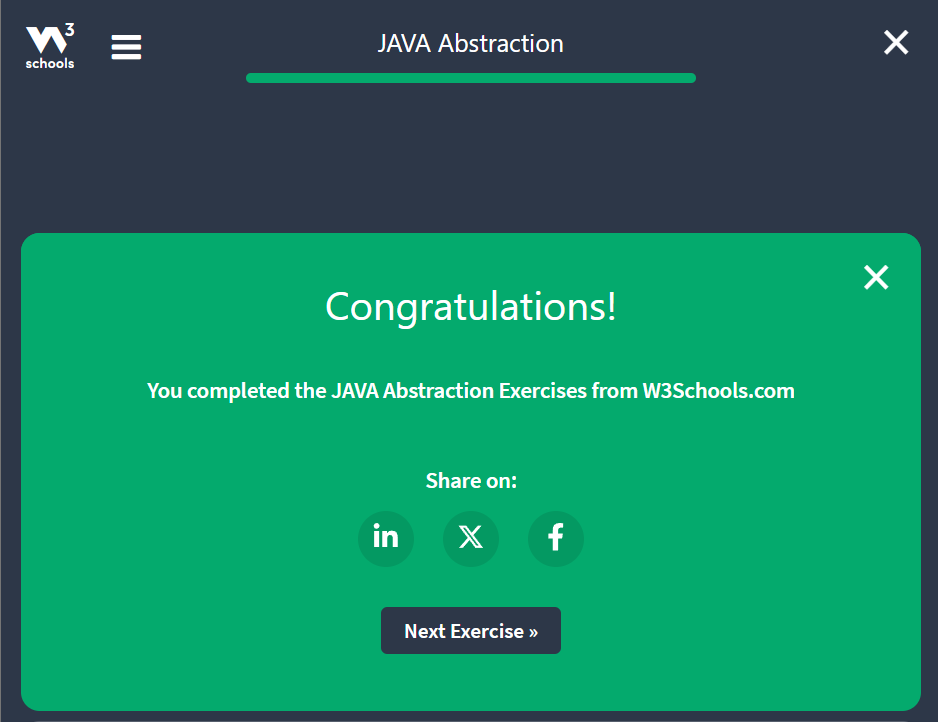 W3
schools
JAVA Abstraction
Congratulations!
You completed the JAVA Abstraction Exercises from W3Schools.com
Share on:
in X f
Next Exercise »